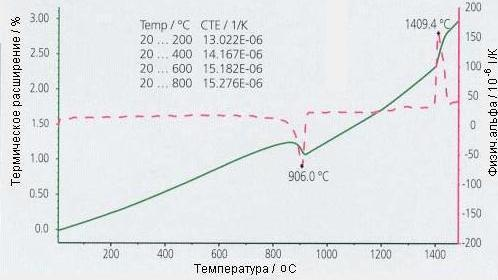 Термическое расширение / %
3.00
2.50
2.00
1.50
1.00
0.50
0.0
Temp / °C CTE / 1/K
20 ... 200 13.022E-06
20 ... 400 14.167E-06
20 ... 600 15.182E-06
20 ... 800 15.276E-06
1409.4 °C
906.0 °C
200
150
100
50
0
-50
-100
-150
-200
Физич.альфа / 10⁻⁶ 1/К
200 400 600 800 1000 1200 1400
Температура / оС